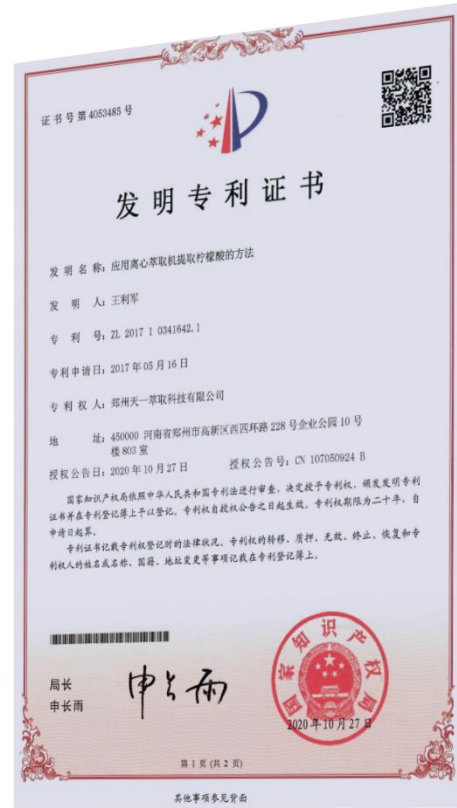 证书号第4053485号
发明专利证书
发明名称：应用离心萃取机提取柠檬酸的方法
发明人：王利军
专利号：ZL 2017 1 0341642.1
专利申请日：2017年05月16日
专利权人：郑州天一萃取科技有限公司
地址：450000 河南省郑州市高新区西四环路228号企业公园10号
楼803室
授权公告日：2020年10月27日 授权公告号：CN 107050924 B
国家知识产权局依照中华人民共和国专利法进行审查，决定授予专利权，颁发发明专利
证书并在专利登记簿上予以登记。专利权自授权公告之日起生效。专利权期限为二十年，自
申请日起算。
专利证书记载专利权登记时的法律状况。专利权的转移、质押、无效、终止、恢复和专
利权人的姓名或名称、国籍、地址变更等事项记载在专利登记簿上。
局长
申长雨
申长雨
国家知识产权局
2020年10月27日
第1页（共2页）
其他事项参见背面